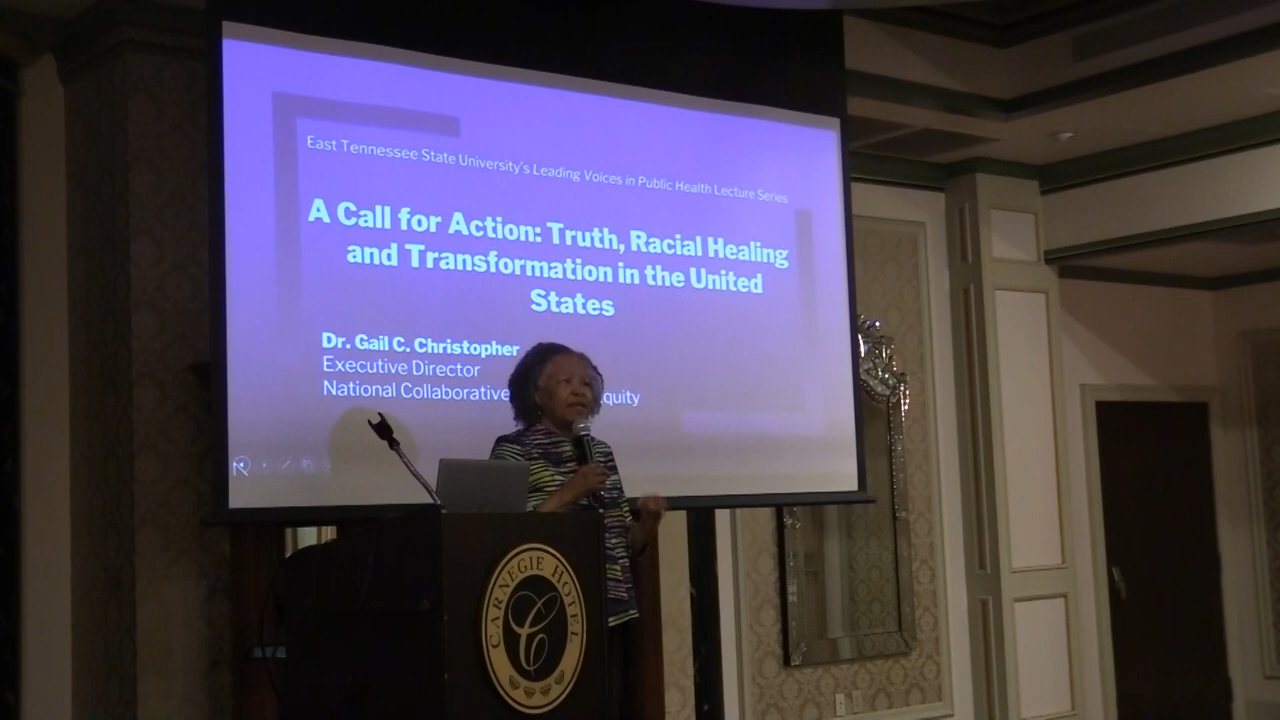 East Tennessee State University's Leading Voices in Public Health Lecture Series
A Call for Action: Truth, Racial Healing
and Transformation in the United
States
Dr. Gail C. Christopher
Executive Director
National Collaborative
quity
CARNEGIE HOTEL
C